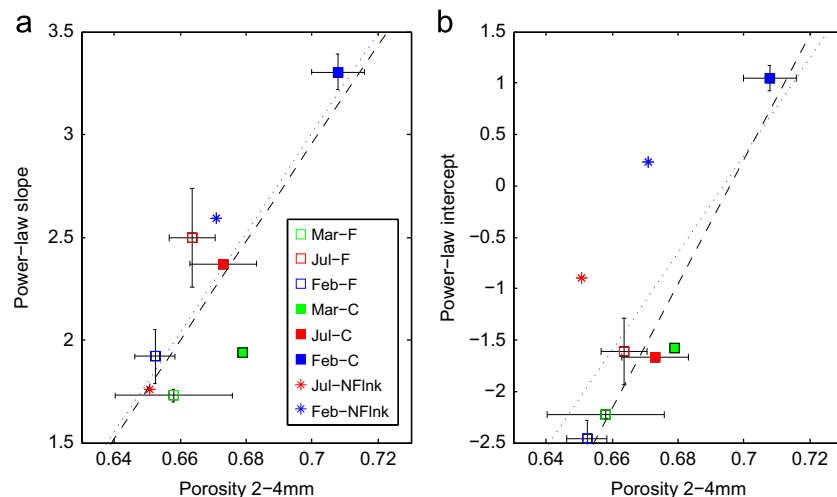 a
3.5
3
2.5
2
1.5
Power-law slope
0.64 0.66 0.68 0.7 0.72
Porosity 2-4mm
Mar-F
Jul-F
Feb-F
Mar-C
Jul-C
Feb-C
Jul-NFInk
Feb-NFInk
b
1.5
1
0.5
0
-0.5
-1
-1.5
-2
-2.5
Power-law intercept
0.64 0.66 0.68 0.7 0.72
Porosity 2-4mm